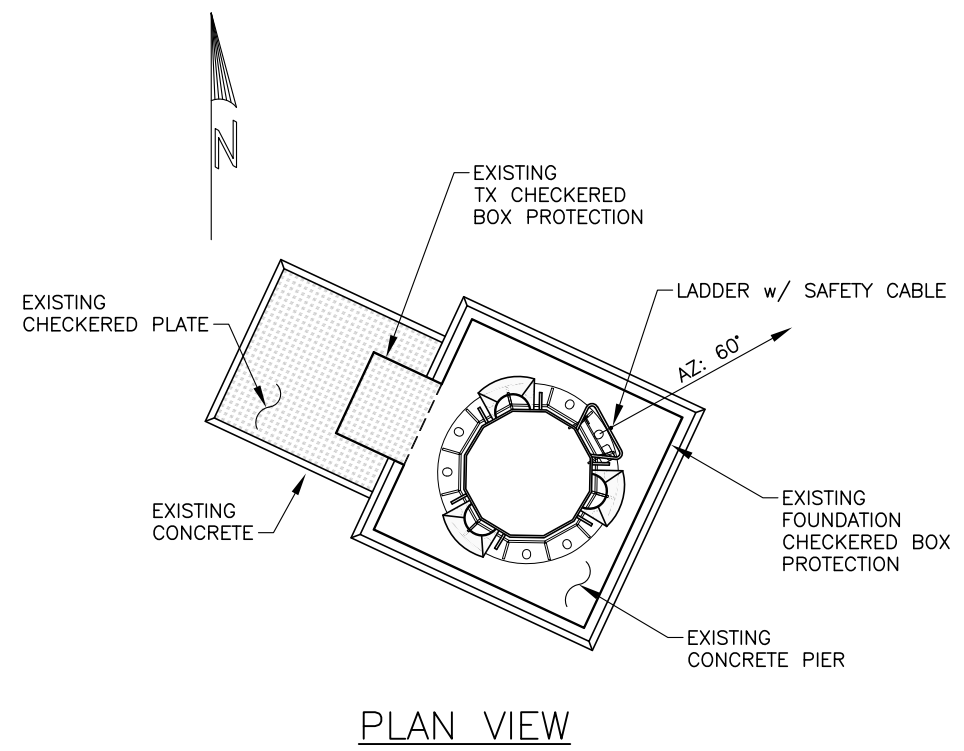 N
EXISTING
TX CHECKERED
BOX PROTECTION
LADDER w/ SAFETY CABLE
EXISTING
CHECKERED PLATE
AZ: 60°
EXISTING
CONCRETE
EXISTING
FOUNDATION
CHECKERED BOX
PROTECTION
EXISTING
CONCRETE PIER
PLAN VIEW